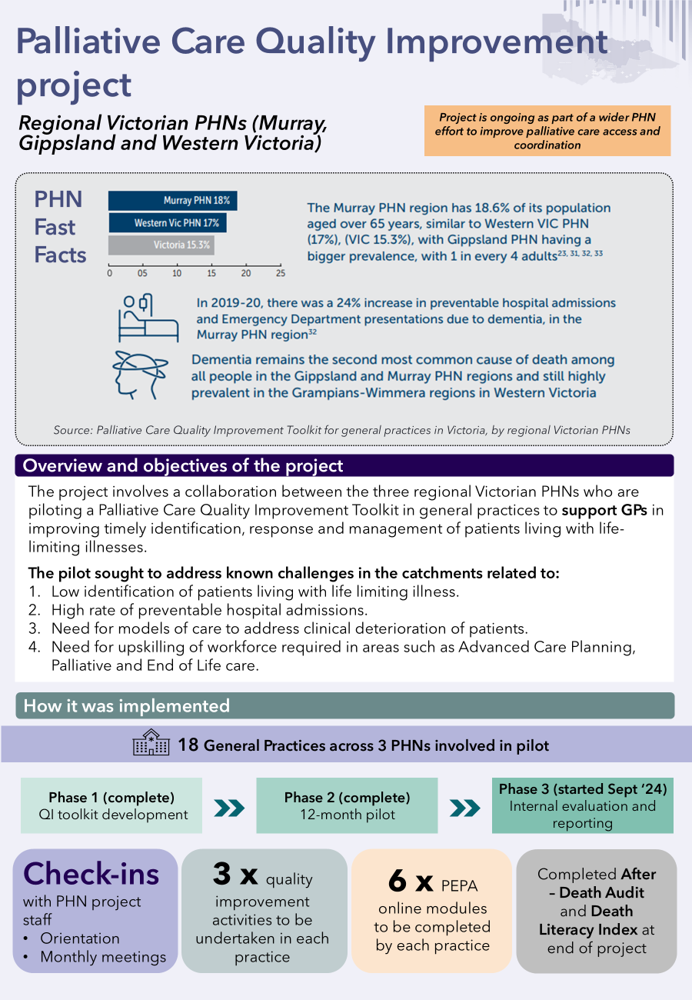 Palliative Care Quality Improvement
project
Regional Victorian PHNs (Murray,
Gippsland and Western Victoria)
Project is ongoing as part of a wider PHN
effort to improve palliative care access and
coordination
PHN
Fast
Facts
Murray PHN 18%
Western Vic PHN 17%
Victoria 15.3%
0 05 10 15 20 25
The Murray PHN region has 18.6% of its population
aged over 65 years, similar to Western VIC PHN
(17%), (VIC 15.3%), with Gippsland PHN having a
bigger prevalence, with 1 in every 4 adults23, 31, 32, 33
In 2019-20, there was a 24% increase in preventable hospital admissions
and Emergency Department presentations due to dementia, in the
Murray PHN region32
Dementia remains the second most common cause of death among
all people in the Gippsland and Murray PHN regions and still highly
prevalent in the Grampians-Wimmera regions in Western Victoria
Source: Palliative Care Quality Improvement Toolkit for general practices in Victoria, by regional Victorian PHNs
Overview and objectives of the project
The project involves a collaboration between the three regional Victorian PHNs who are
piloting a Palliative Care Quality Improvement Toolkit in general practices to support GPs in
improving timely identification, response and management of patients living with life-
limiting illnesses.
The pilot sought to address known challenges in the catchments related to:
1. Low identification of patients living with life limiting illness.
2. High rate of preventable hospital admissions.
3. Need for models of care to address clinical deterioration of patients.
4. Need for upskilling of workforce required in areas such as Advanced Care Planning,
Palliative and End of Life care.
How it was implemented
18 General Practices across 3 PHNs involved in pilot
Phase 1 (complete)
QI toolkit development
Phase 2 (complete)
12-month pilot
Phase 3 (started Sept ‘24)
Internal evaluation and
reporting
Check-ins
with PHN project
staff
• Orientation
• Monthly meetings
3 x quality
improvement
activities to be
undertaken in each
practice
6 x PEPA
online modules
to be completed
by each practice
Completed After
– Death Audit
and Death
Literacy Index at
end of project